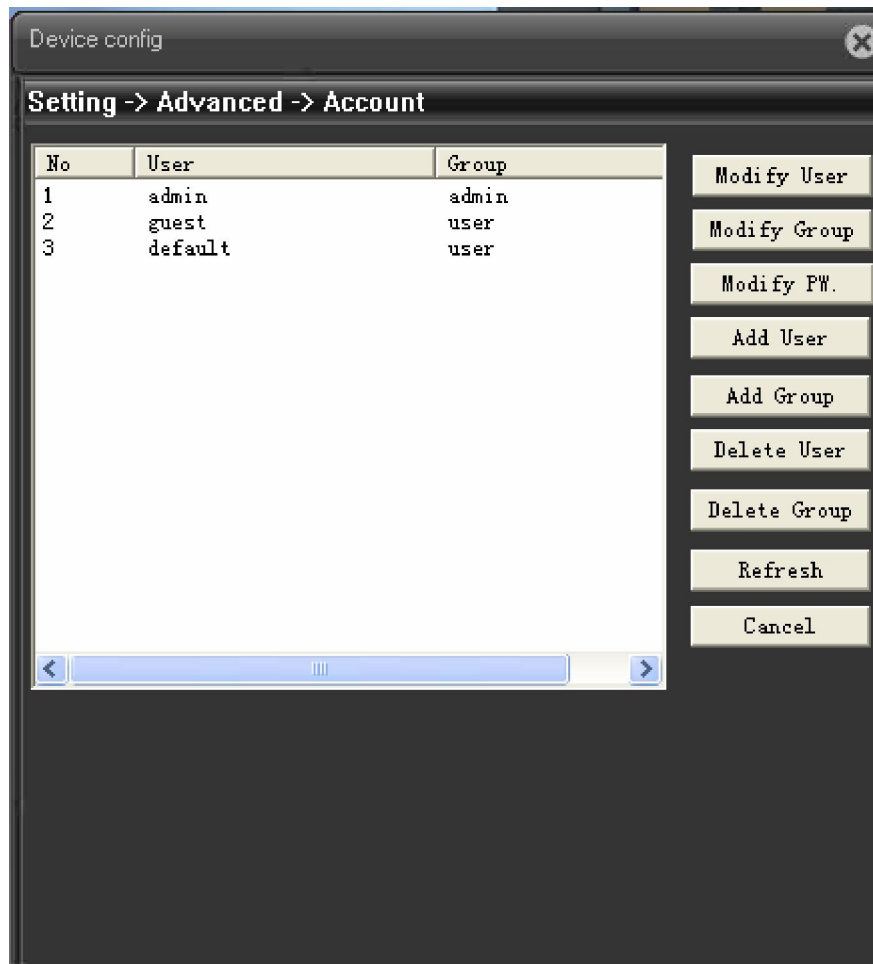 Device config
Setting -> Advanced -> Account
No User Group
1 admin admin
2 guest user
3 default user
Modify User
Modify Group
Modify PW.
Add User
Add Group
Delete User
Delete Group
Refresh
Cancel